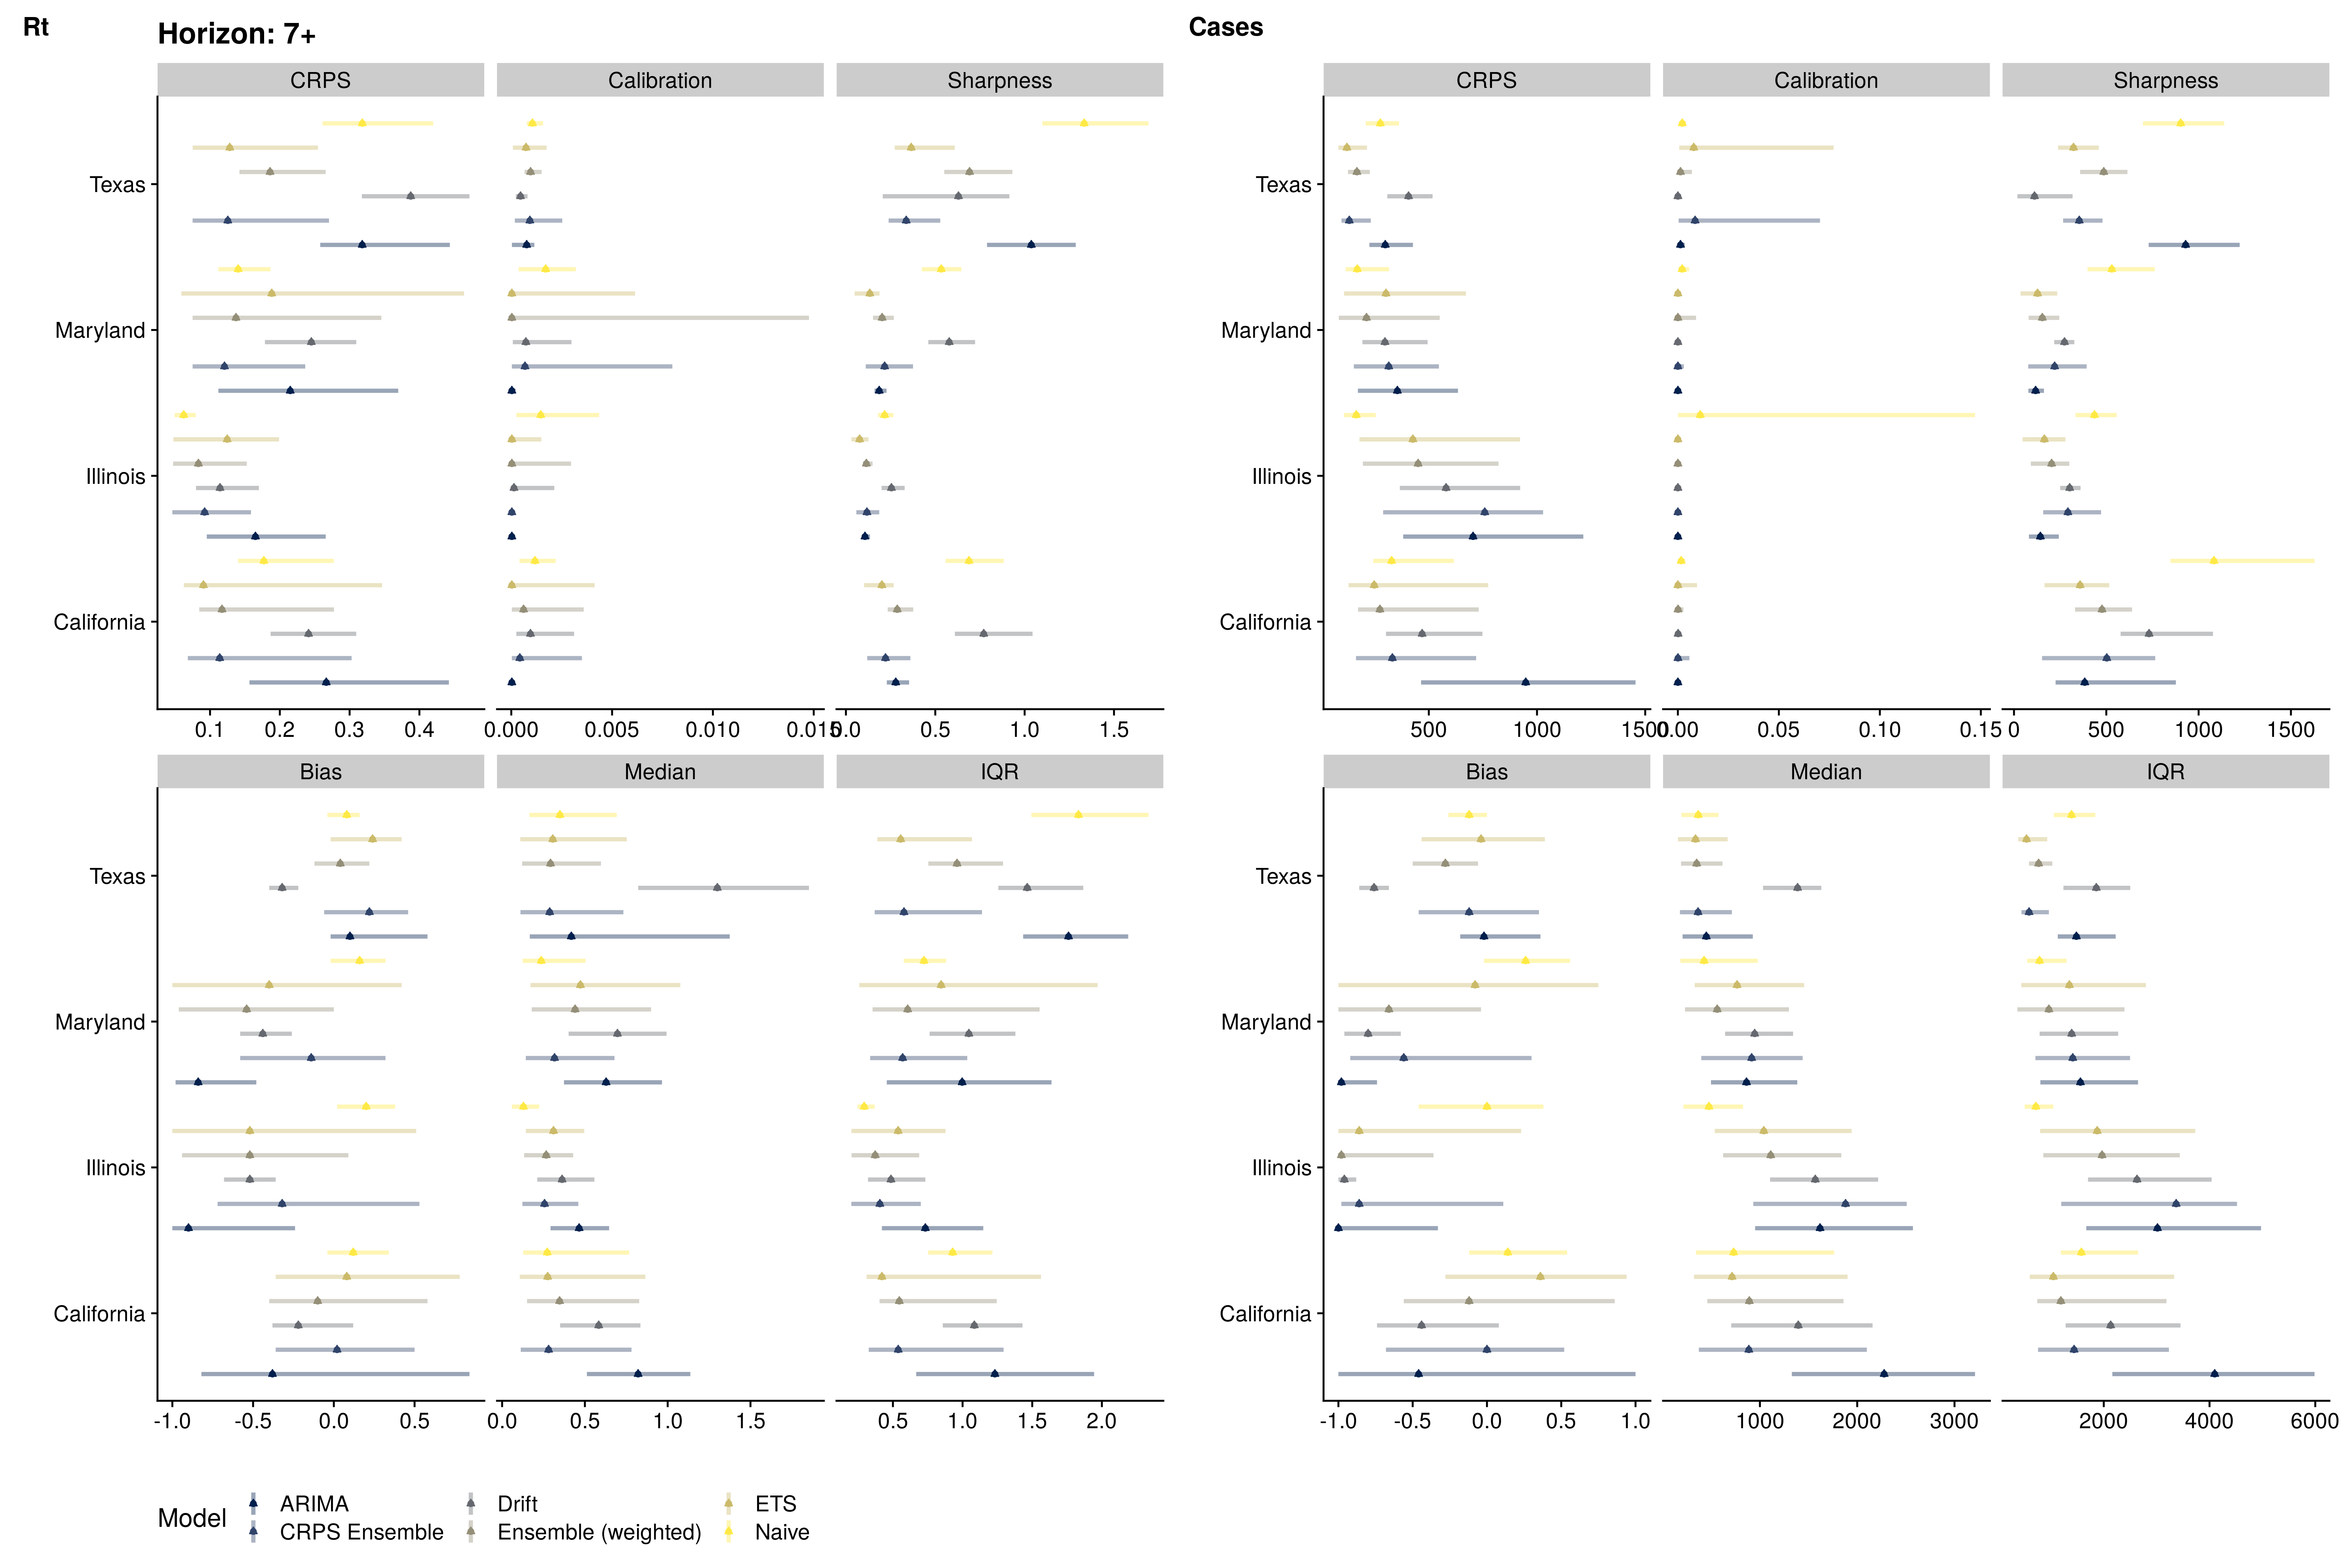 Rt
Horizon: 7+
Cases
CRPS Calibration Sharpness
CRPS Calibration Sharpness
Texas
Maryland
Illinois
California
Texas
Maryland
Illinois
California
0.1 0.2 0.3 0.4 0.000 0.005 0.010 0.015 0.0 0.5 1.0 1.5
500 1000 1500 0.00 0.05 0.10 0.15 0 500 1000 1500
Bias Median IQR
Bias Median IQR
Texas
Maryland
Illinois
California
Texas
Maryland
Illinois
California
-1.0 -0.5 0.0 0.5 0.0 0.5 1.0 1.5 0.5 1.0 1.5 2.0
-1.0 -0.5 0.0 0.5 1.0 1000 2000 3000 2000 4000 6000
Model
ARIMA Drift ETS
CRPS Ensemble Ensemble (weighted) Naive